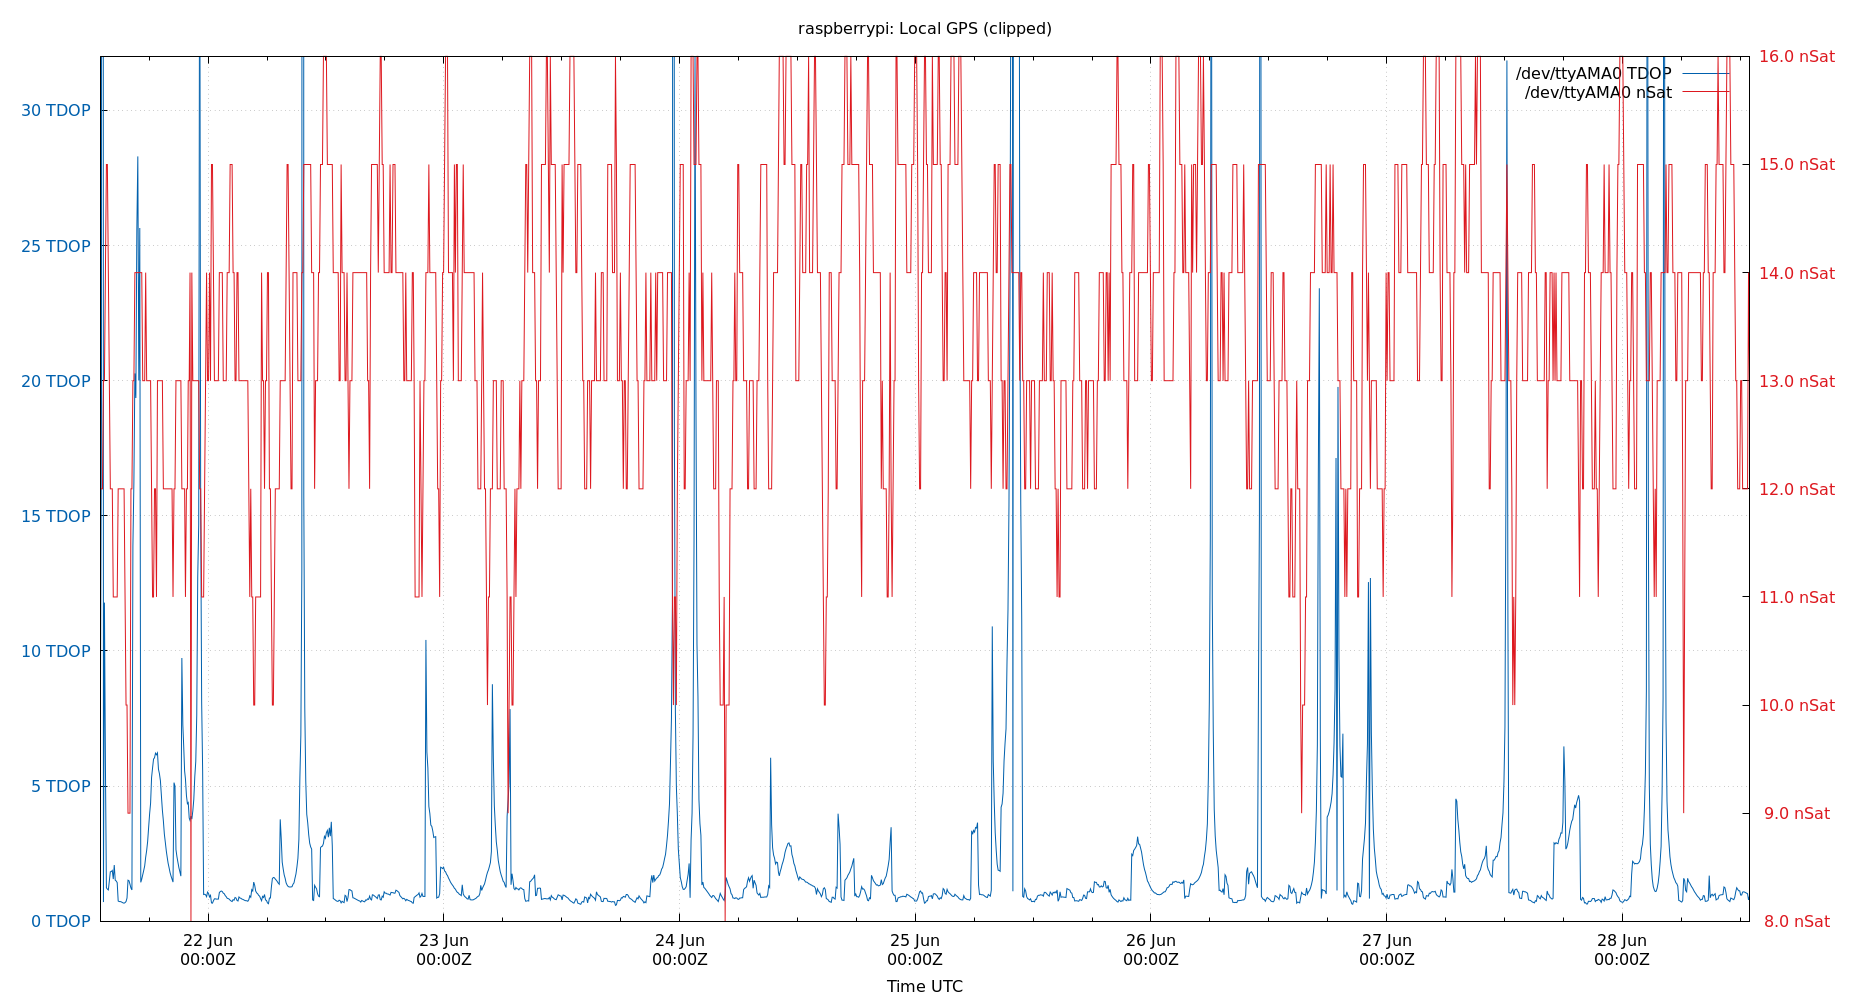 raspberrypi: Local GPS (clipped)
/dev/ttyAMA0 TDOP
/dev/ttyAMA0 nSat
30 TDOP
25 TDOP
20 TDOP
15 TDOP
10 TDOP
5 TDOP
0 TDOP
16.0 nSat
15.0 nSat
14.0 nSat
13.0 nSat
12.0 nSat
11.0 nSat
10.0 nSat
9.0 nSat
8.0 nSat
22 Jun
00:00Z
23 Jun
00:00Z
24 Jun
00:00Z
25 Jun
00:00Z
26 Jun
00:00Z
27 Jun
00:00Z
28 Jun
00:00Z
Time UTC